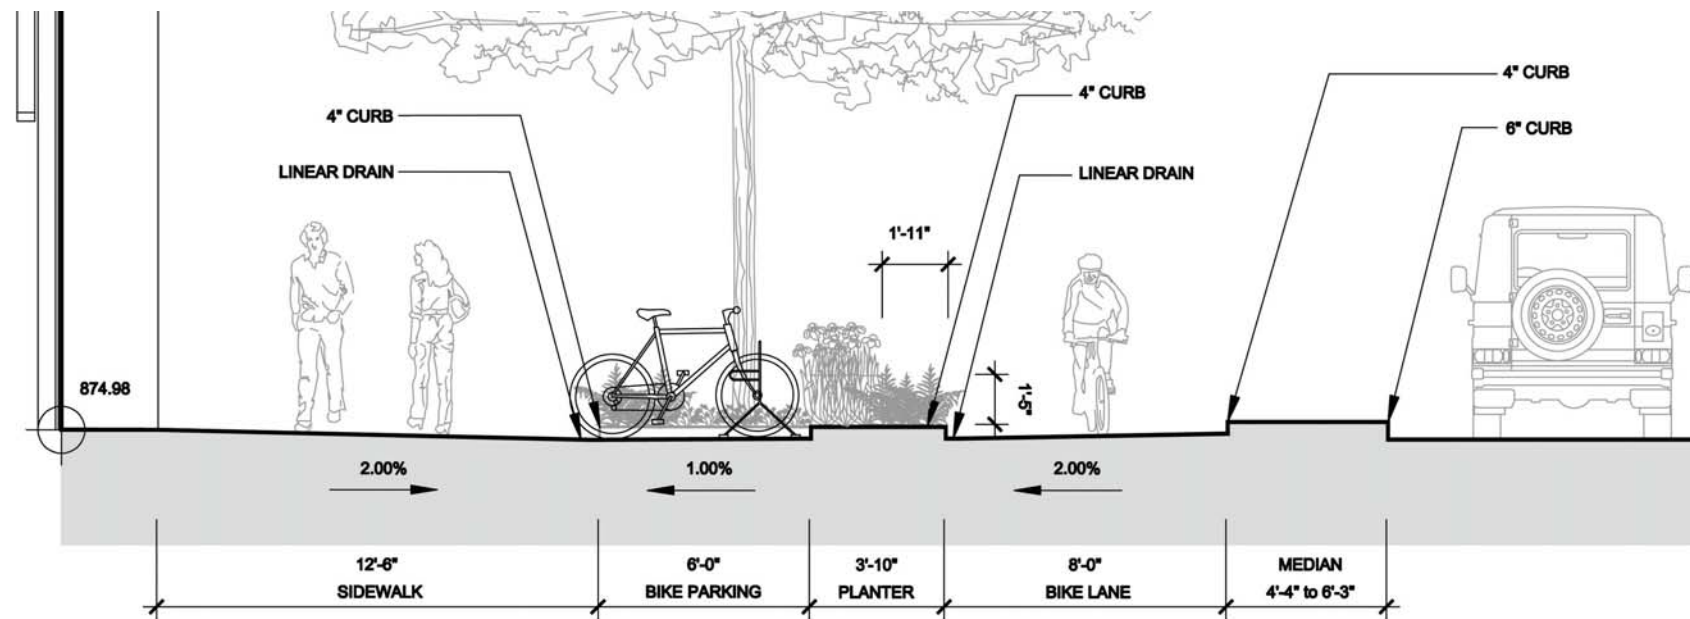 4" CURB
4" CURB
4" CURB
6" CURB
LINEAR DRAIN
LINEAR DRAIN
1'-11"
874.98
1'-5"
2.00%
1.00%
2.00%
12'-6"
SIDEWALK
6'-0"
BIKE PARKING
3'-10"
PLANTER
8'-0"
BIKE LANE
MEDIAN
4'-4" to 6'-3"